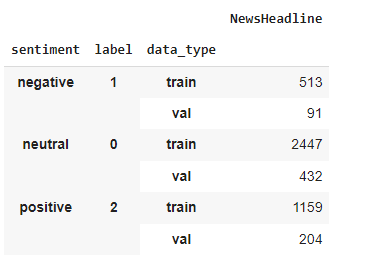 NewsHeadline
sentiment label data_type
negative 1 train 513
val 91
neutral 0 train 2447
val 432
positive 2 train 1159
val 204